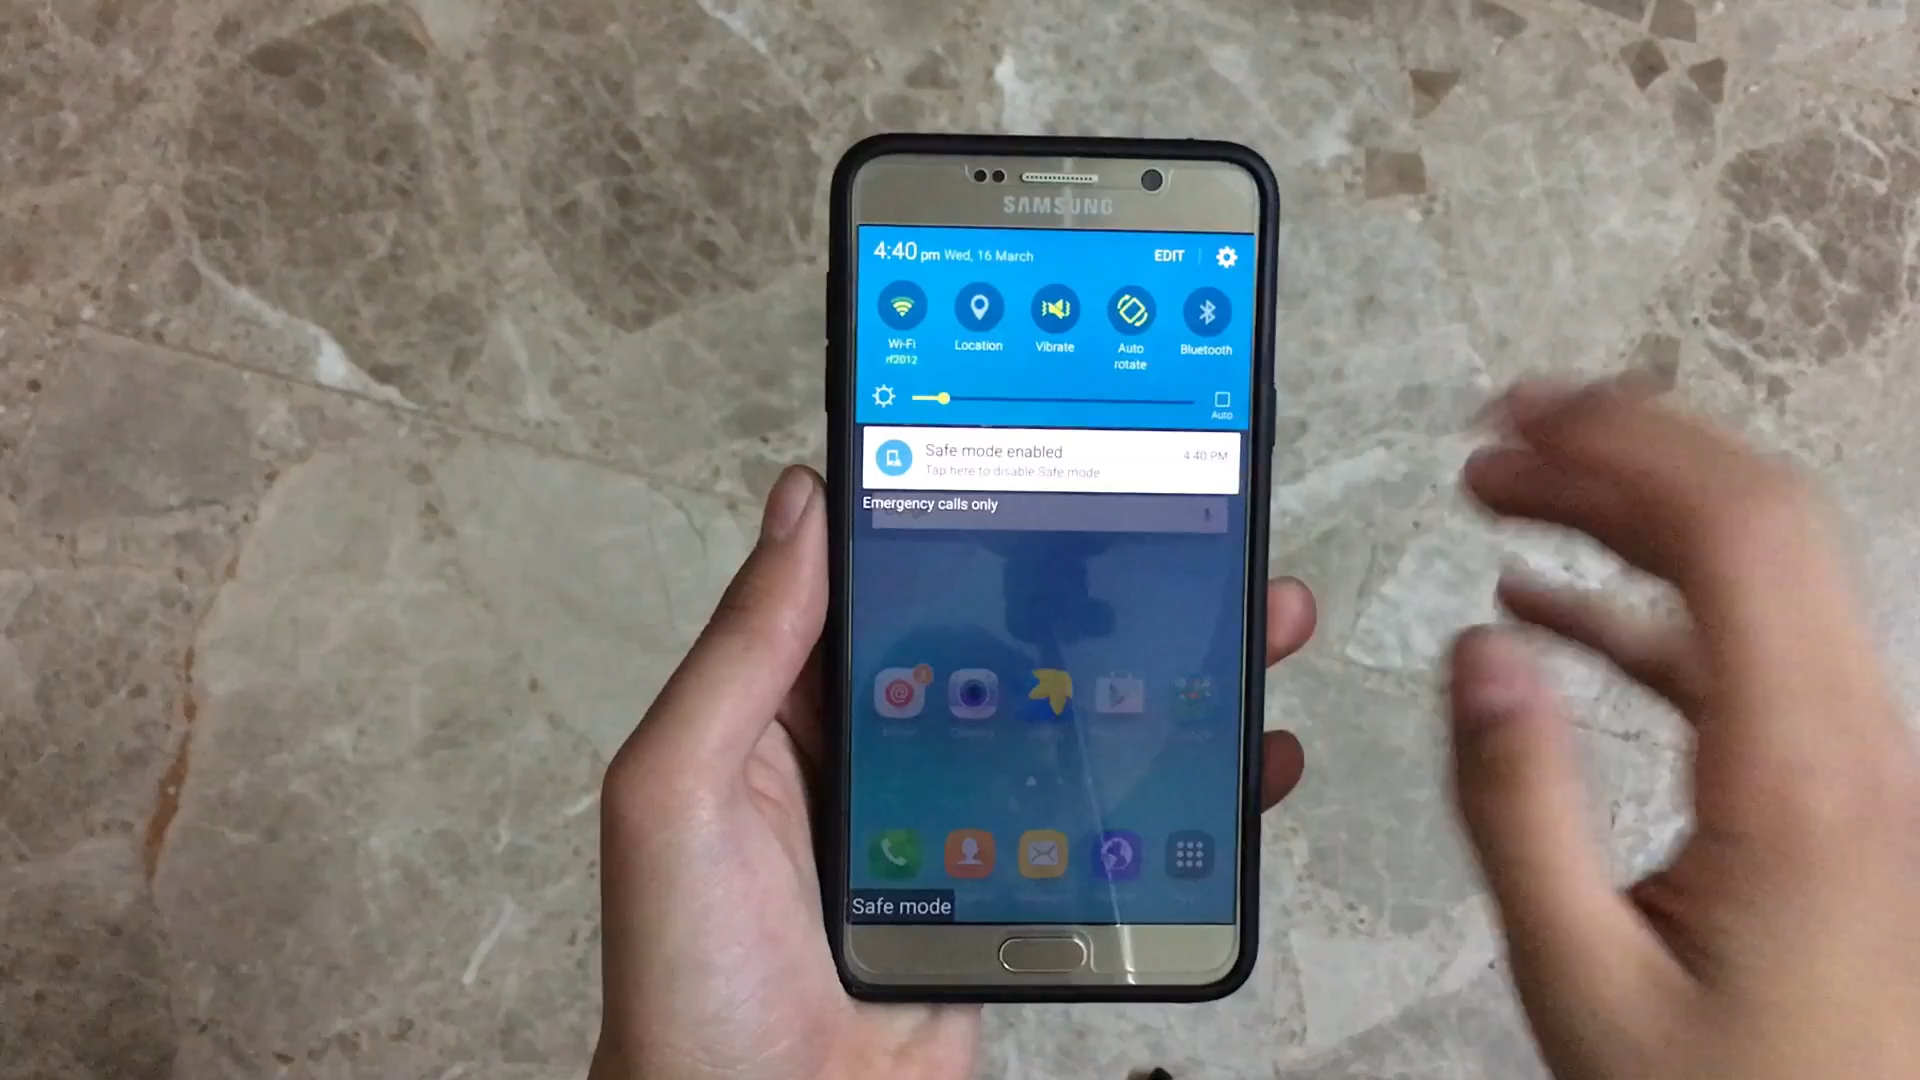 SAMSUNG
4:40 pm Wed, 16 March EDIT
Wi-Fi
Location
Vibrate
Auto
rotate
Bluetooth
Auto
Safe mode enabled 4:40 PM
Tap here to disable Safe mode
Emergency calls only
Safe mode